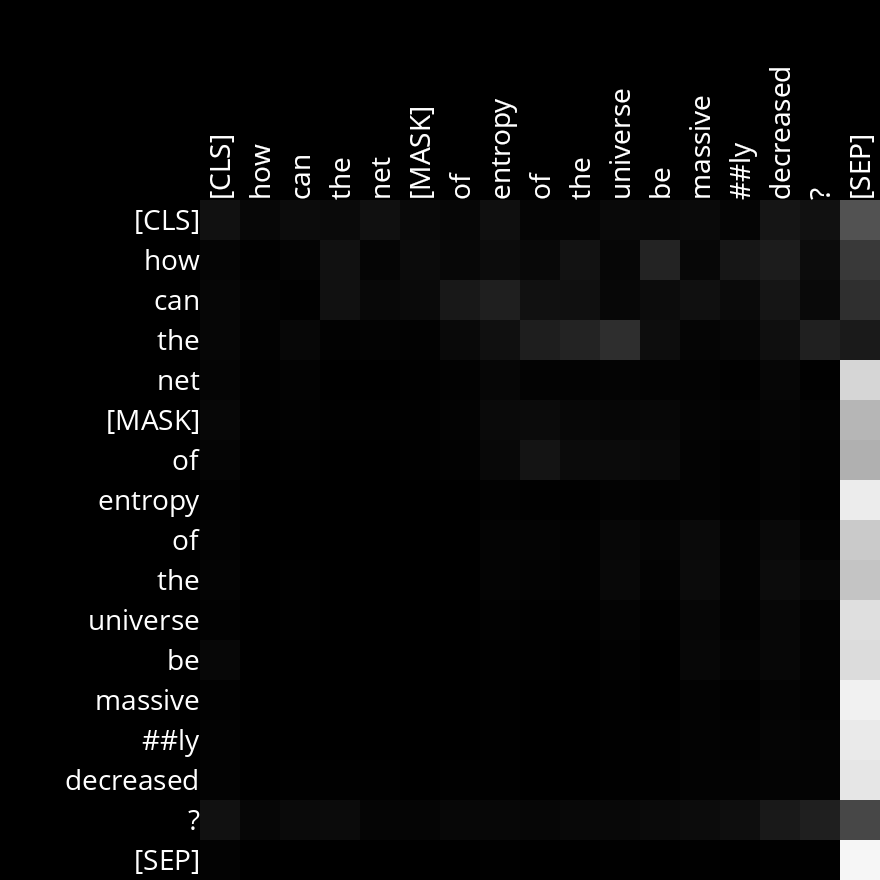 [CLS] how can the net [MASK] of entropy of the universe be massive ##ly decreased ? [SEP]
[CLS]
how
can
the
net
[MASK]
of
entropy
of
the
universe
be
massive
##ly
decreased
?
[SEP]